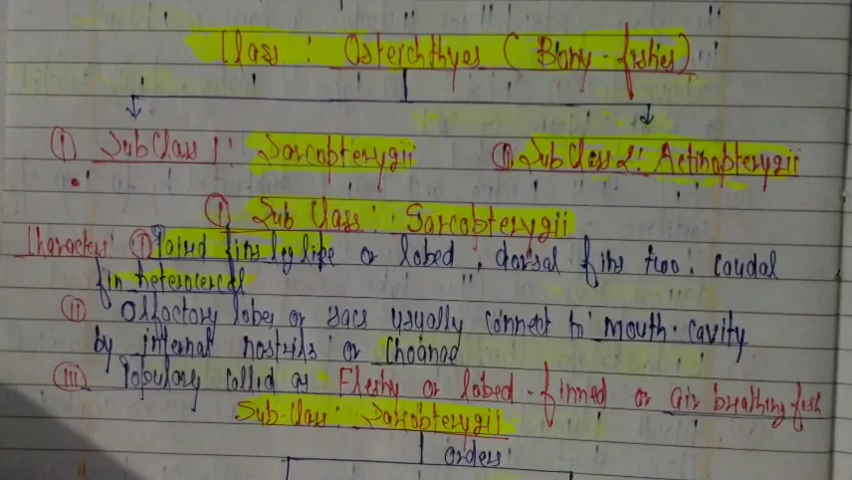 Class : Osteichthyes ( Bony - fishes )
① SubClass 1 : Sarcopterygii ② Sub Class 2 : Actinopterygii
① Sub Class : Sarcopterygii
Characters : ① Paired fins leg like or lobed , dorsal fins two . caudal
fin heterocercal
② Olfactory lobes or sacs usually connect to mouth cavity
by internal nostrils or choanae
③ Popularly called as Fleshy or lobed - finned or air breathing fish
Sub - Class : Sarcopterygii
orders